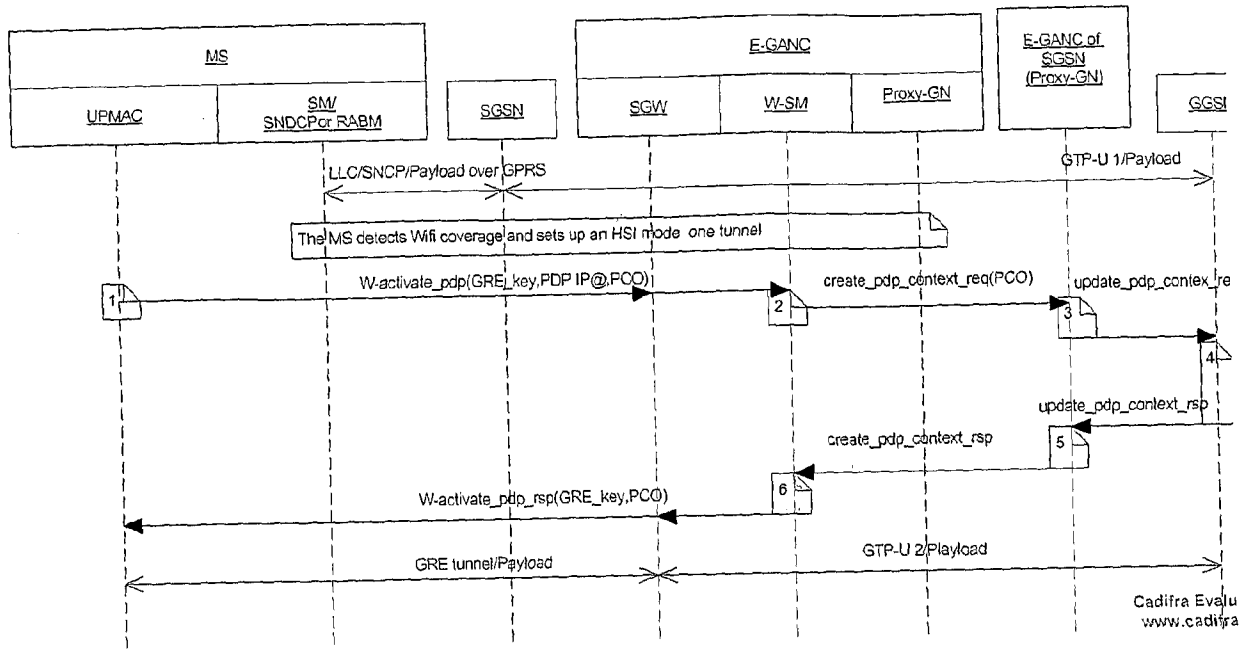 MS
E-GANC
E-GANC of
SGSN
(Proxy-GN)
UPMAC
SM/
SNDCPor RABM
SGSN
SGW
W-SM
Proxy-GN
GGSI
LLC/SNCP/Payload over GPRS
GTP-U 1/Payload
The MS detects Wifi coverage and sets up an HSI mode one tunnel
1
W-activate_pdp(GRE_key,PDP IP@,PCO)
2
create_pdp_context_req(PCO)
3
update_pdp_contex_re
4
update_pdp_context_rsp
5
create_pdp_context_rsp
6
W-activate_pdp_rsp(GRE_key,PCO)
GRE tunnel/Payload
GTP-U 2/Playload
Cadifra Evalu
www.cadifra